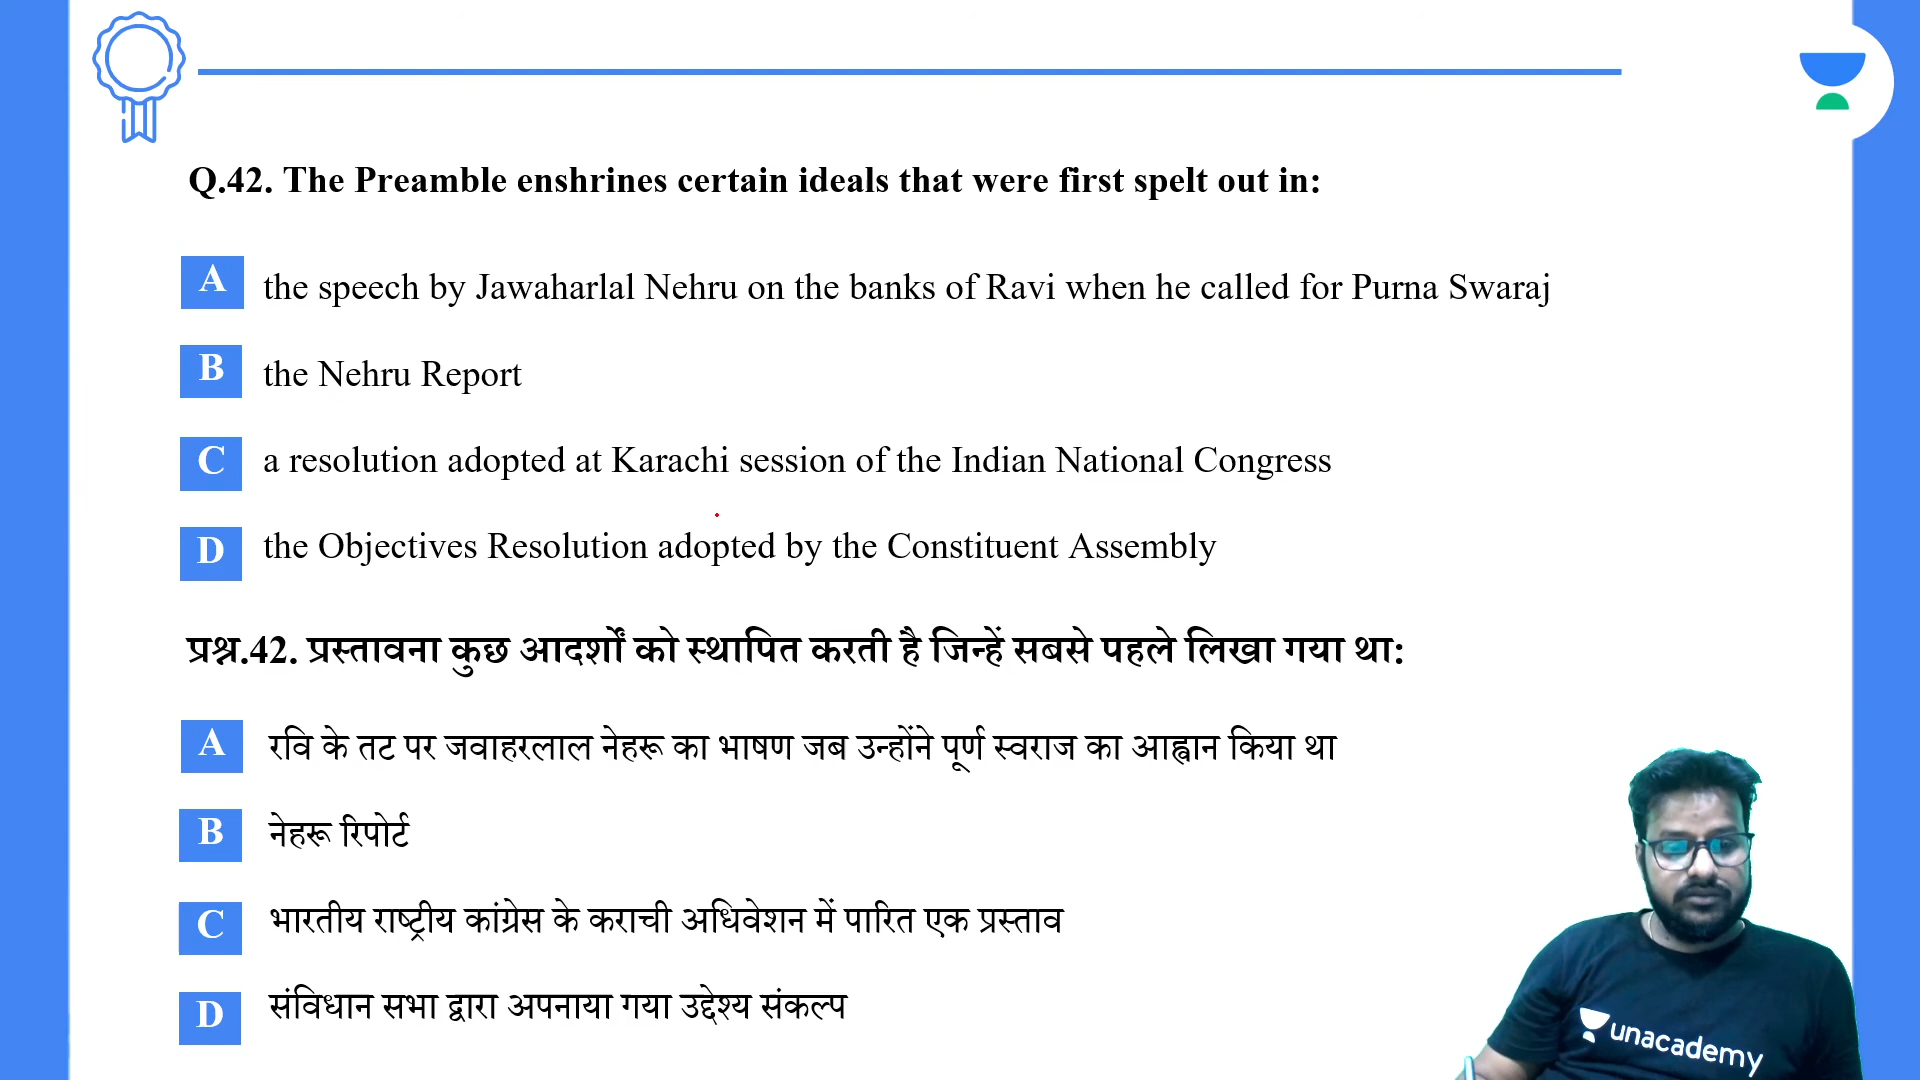 Q.42. The Preamble enshrines certain ideals that were first spelt out in:
A the speech by Jawaharlal Nehru on the banks of Ravi when he called for Purna Swaraj
B the Nehru Report
C a resolution adopted at Karachi session of the Indian National Congress
D the Objectives Resolution adopted by the Constituent Assembly
प्रश्न.42. प्रस्तावना कुछ आदर्शों को स्थापित करती है जिन्हें सबसे पहले लिखा गया था:
A रवि के तट पर जवाहरलाल नेहरू का भाषण जब उन्होंने पूर्ण स्वराज का आह्वान किया था
B नेहरू रिपोर्ट
C भारतीय राष्ट्रीय कांग्रेस के कराची अधिवेशन में पारित एक प्रस्ताव
D संविधान सभा द्वारा अपनाया गया उद्देश्य संकल्प
unacademy